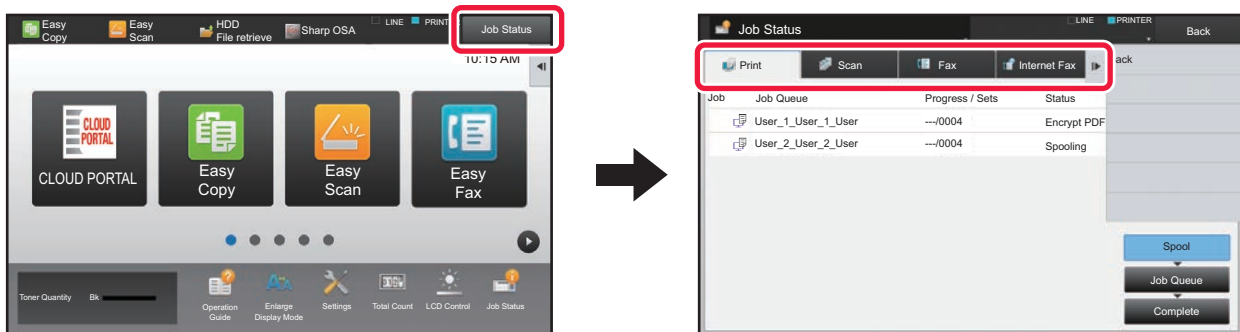 Easy Copy
Easy Scan
HDD File retrieve
Sharp OSA
LINE
Job Status
10:15 AM
CLOUD PORTAL
CLOUD PORTAL
Easy Copy
Easy Scan
Easy Fax
Toner Quantity
Bk
Operation Guide
Enlarge Display Mode
Settings
Total Count
LCD Control
Job Status
Job Status
LINE
PRINTER
Back
Print
Scan
Fax
Internet Fax
Job
Job Queue
Progress / Sets
Status
User_1_User_1_User
---/0004
Encrypt PDF
User_2_User_2_User
---/0004
Spooling
Spool
Job Queue
Complete